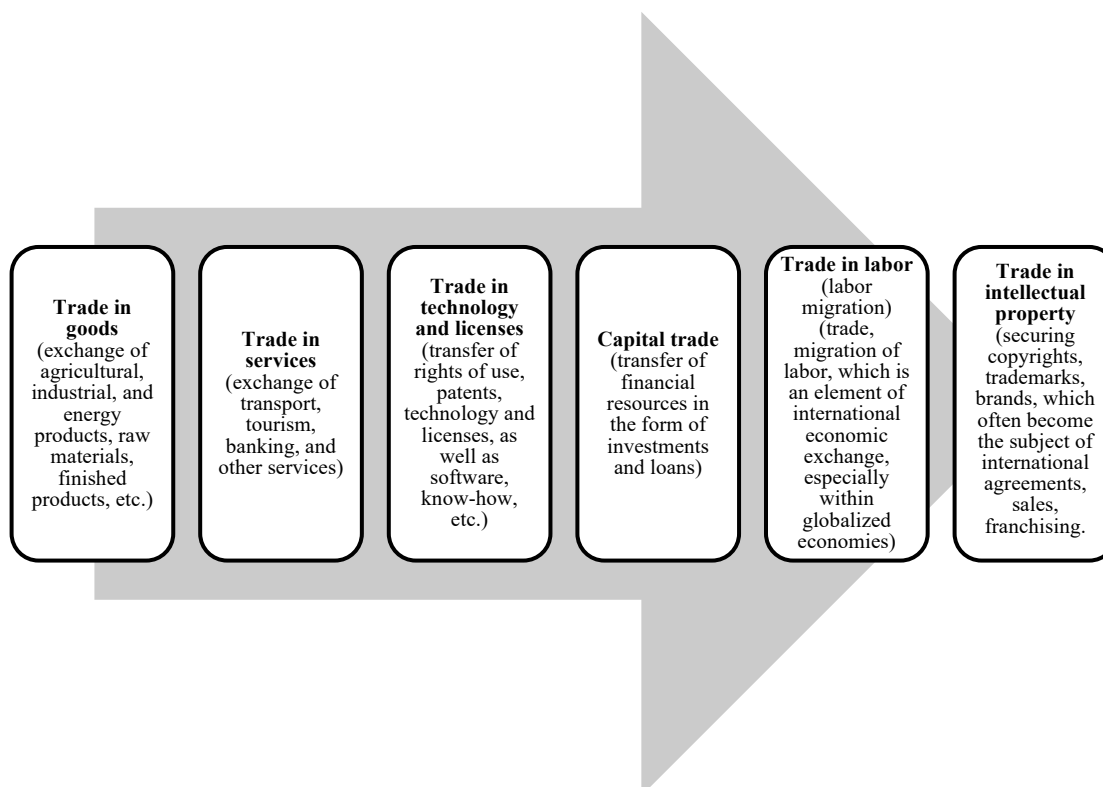 Trade in
goods
(exchange of
agricultural,
industrial, and
energy
products, raw
materials,
finished
products, etc.)
Trade in
services
(exchange of
transport,
tourism,
banking, and
other services)
Trade in
technology
and licenses
(transfer of
rights of use,
patents,
technology and
licenses, as
well as
software,
know-how,
etc.)
Capital trade
(transfer of
financial
resources in
the form of
investments
and loans)
Trade in labor
(labor
migration)
(trade,
migration of
labor, which is
an element of
international
economic
exchange,
especially
within
globalized
economies)
Trade in
intellectual
property
(securing
copyrights,
trademarks,
brands, which
often become
the subject of
international
agreements,
sales,
franchising.